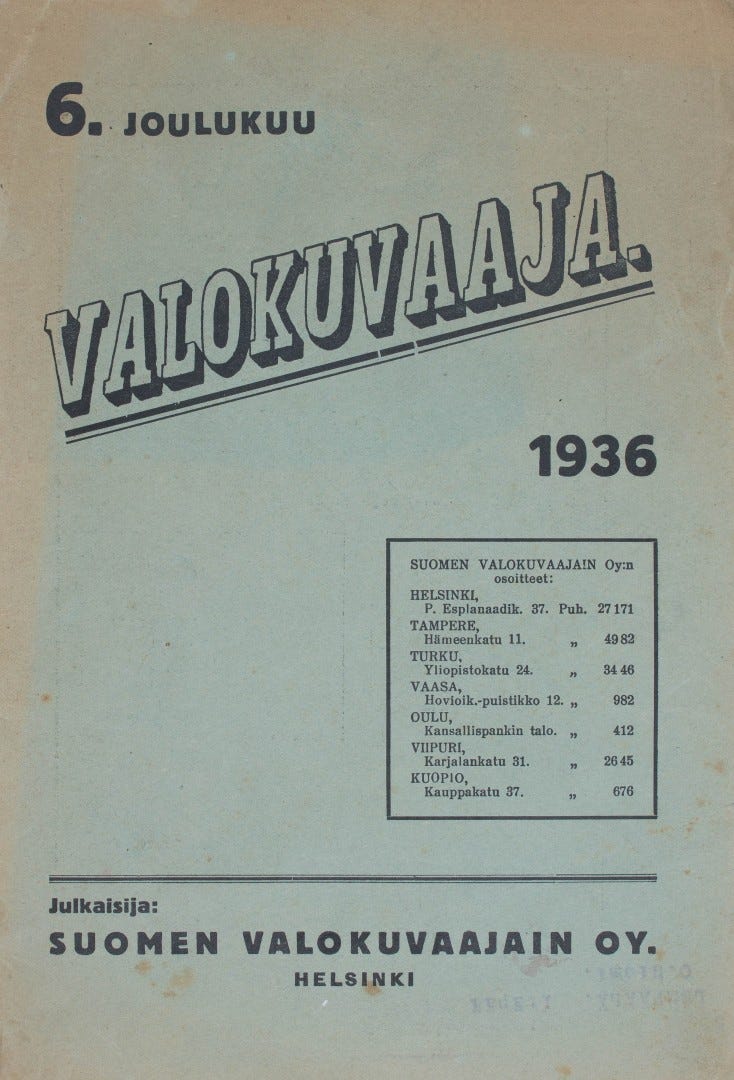 6. JOULUKUU
VALOKUVAAJA.
1936
SUOMEN VALOKUVAAJAIN Oy:n
osoitteet:
HELSINKI,
P. Esplanaadik. 37. Puh. 27 171
TAMPERE,
Hämeenkatu 11. „ 49 82
TURKU,
Yliopistokatu 24. „ 34 46
VAASA,
Hovioik.-puistikko 12. „ 982
OULU,
Kansallispankin talo. „ 412
VIIPURI,
Karjalankatu 31. „ 26 45
KUOPIO,
Kauppakatu 37. „ 676
Julkaisija:
SUOMEN VALOKUVAAJAIN OY.
HELSINKI